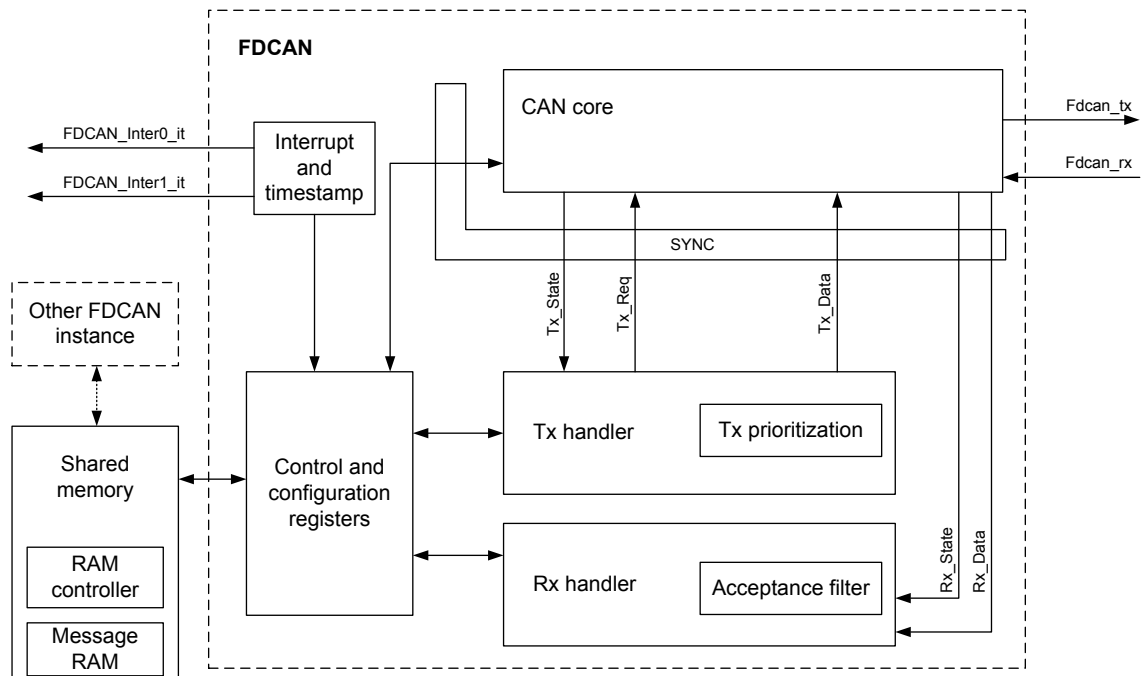 FDCAN
CAN core
Fdcan_tx
Fdcan_rx
FDCAN_Inter0_it
FDCAN_Inter1_it
Interrupt
and
timestamp
SYNC
Tx_State
Tx_Req
Tx_Data
Other FDCAN
instance
Shared
memory
RAM
controller
Message
RAM
Control and
configuration
registers
Tx handler
Tx prioritization
Rx handler
Acceptance filter
Rx_State
Rx_Data